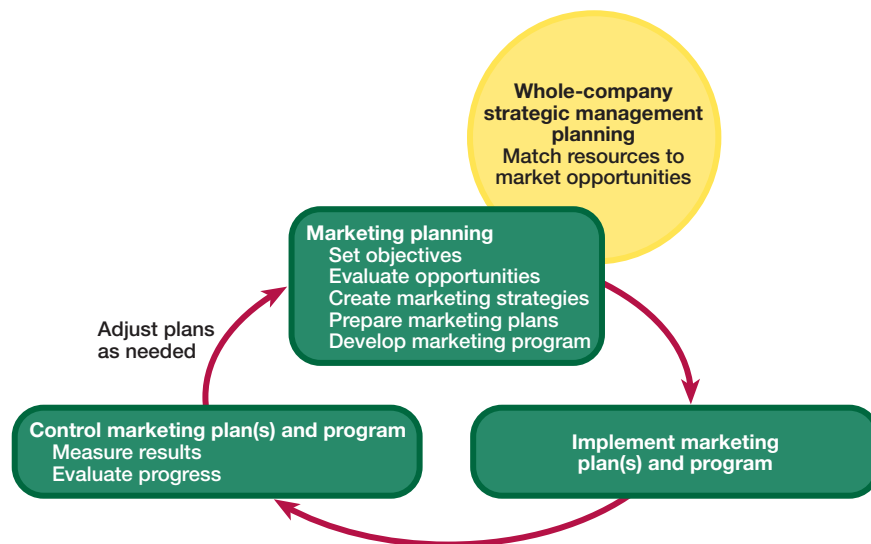 Whole-company
strategic management
planning
Match resources to
market opportunities
Marketing planning
Set objectives
Evaluate opportunities
Create marketing strategies
Prepare marketing plans
Develop marketing program
Adjust plans
as needed
Control marketing plan(s) and program
Measure results
Evaluate progress
Implement marketing
plan(s) and program